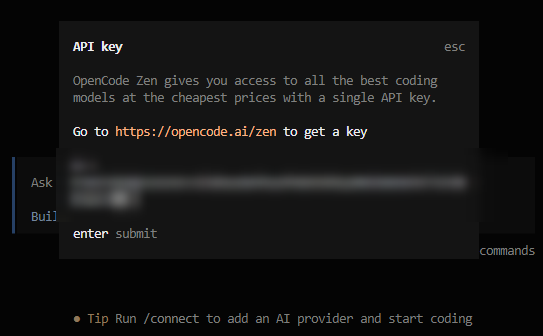 API key esc
OpenCode Zen gives you access to all the best coding
models at the cheapest prices with a single API key.
Go to https://opencode.ai/zen to get a key
Ask
Buil
enter submit
commands
● Tip Run /connect to add an AI provider and start coding